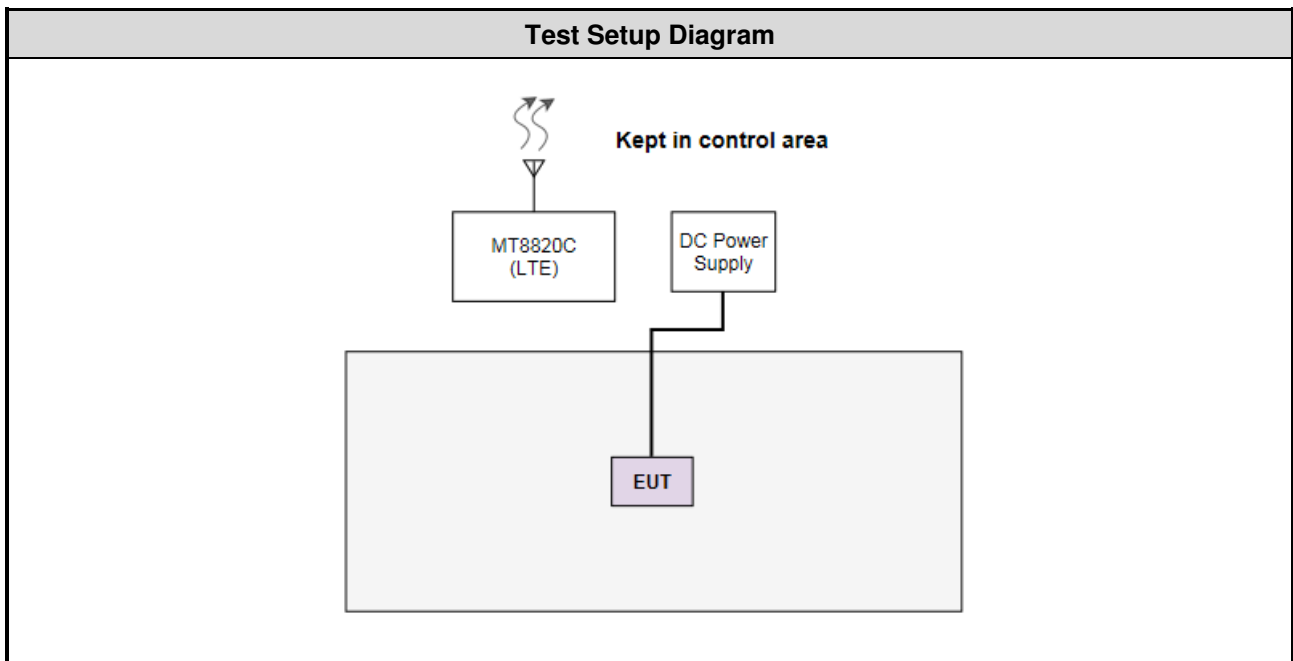 Test Setup Diagram
Kept in control area
MT8820C
(LTE)
DC Power
Supply
EUT